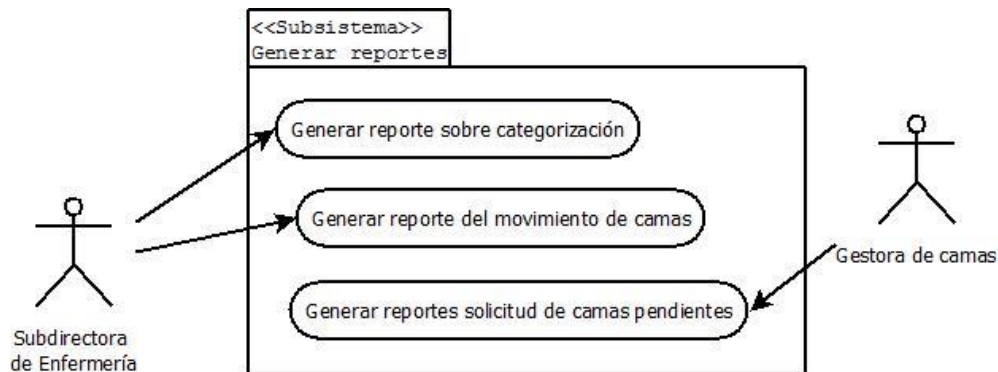 <<Subsistema>>
Generar reportes
Generar reporte sobre categorización
Generar reporte del movimiento de camas
Gestora de camas
Generar reportes solicitud de camas pendientes
Subdirectora
de Enfermería